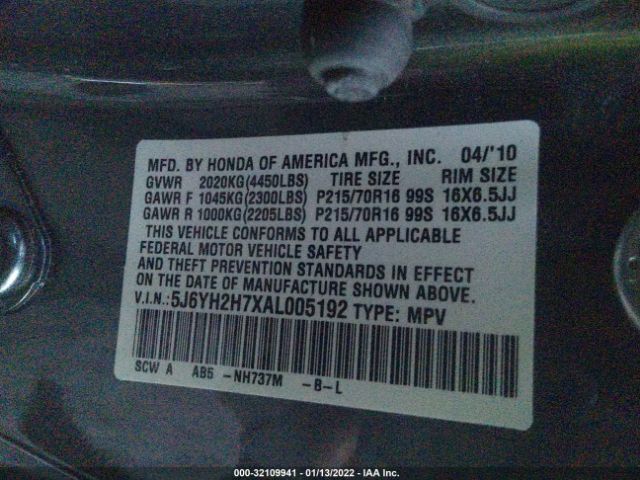 MFD. BY HONDA OF AMERICA MFG., INC. 04/'10
GVWR 2020KG(4450LBS) TIRE SIZE RIM SIZE
GAWR F 1045KG(2300LBS) P215/70R16 99S 16X6.5JJ
GAWR R 1000KG(2205LBS) P215/70R16 99S 16X6.5JJ
THIS VEHICLE CONFORMS TO ALL APPLICABLE
FEDERAL MOTOR VEHICLE SAFETY
AND THEFT PREVENTION STANDARDS IN EFFECT
ON THE DATE OF MANUFACTURE SHOWN ABOVE.
V.I.N.:5J6YH2H7XAL005192 TYPE: MPV
SCW A AB5 -NH737M -B-L
000-32109941 - 01/13/2022 - IAA Inc.